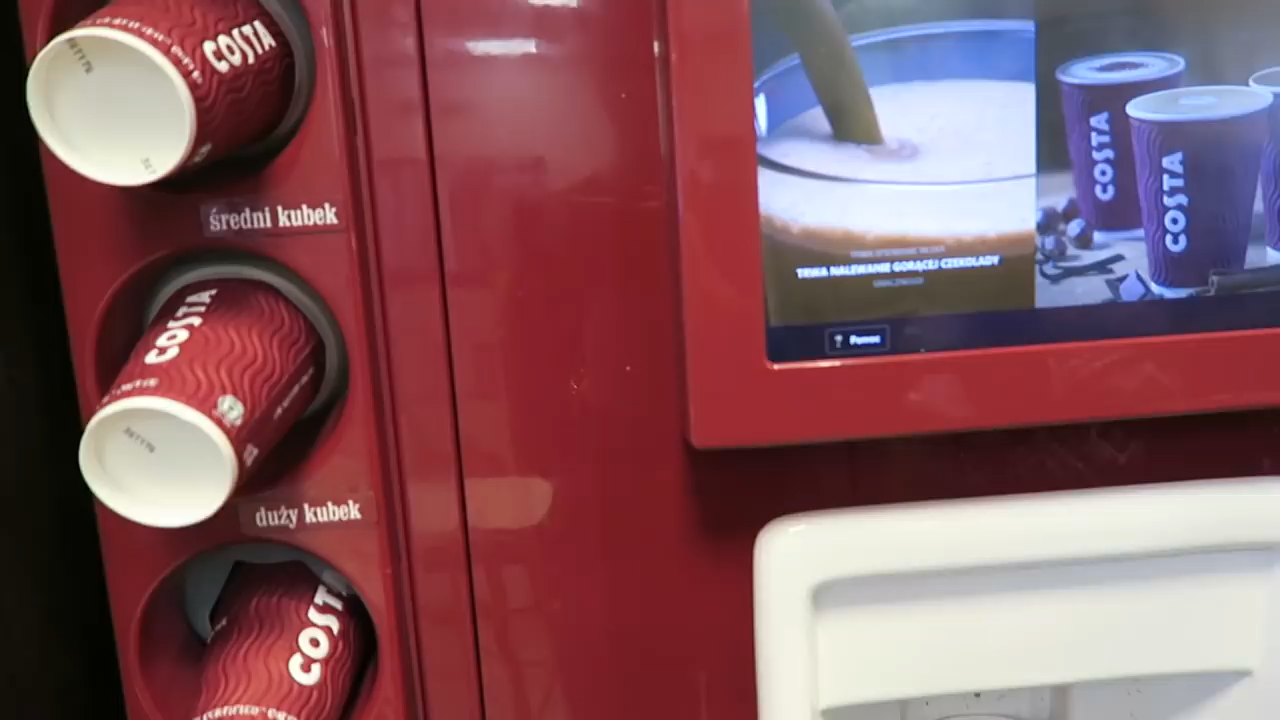 COSTA
średni kubek
COSTA
duży kubek
COSTA
COSTA
COSTA
TRWA NALEWANIE GORĄCEJ CZEKOLADY
Pomoc